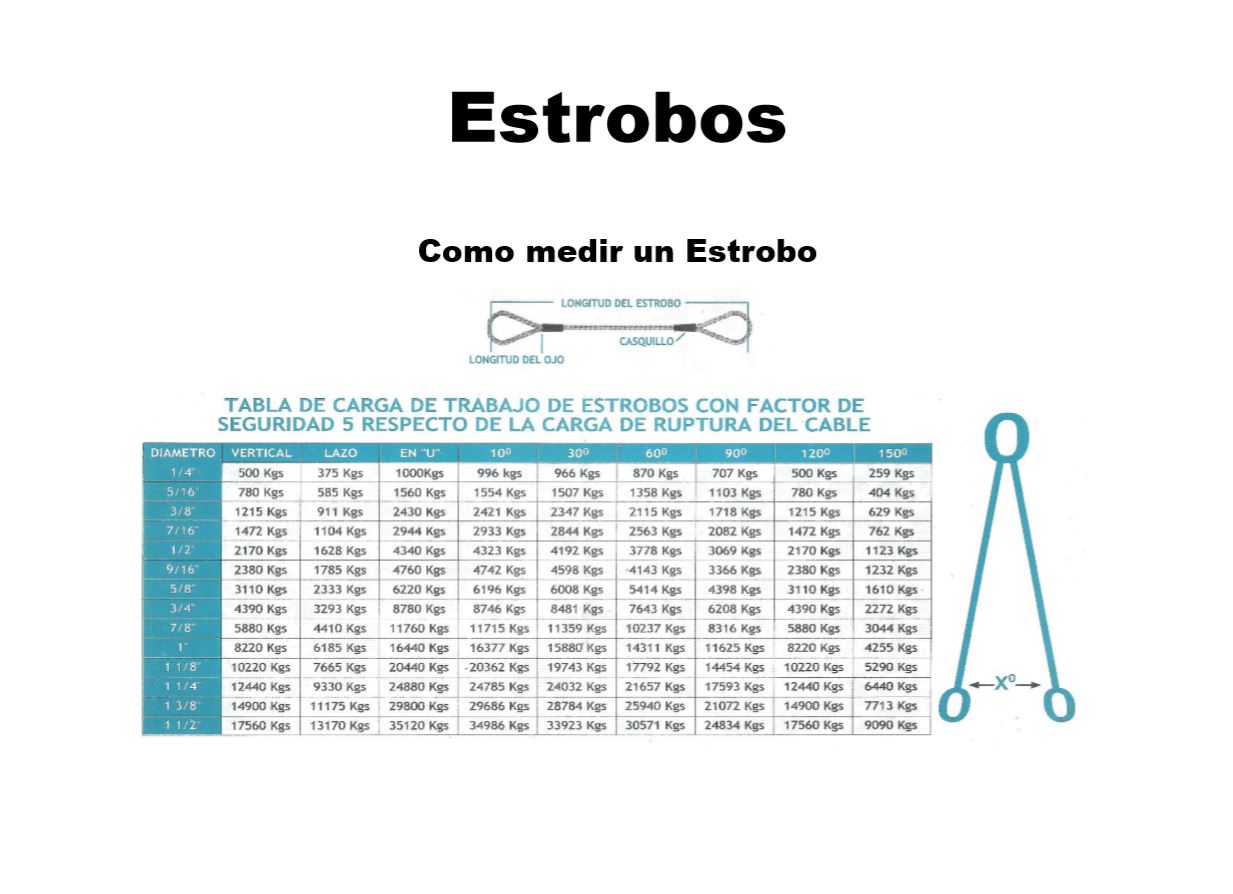 Estrobos
Como medir un Estrobo
LONGITUD DEL ESTROBO
CASQUILLO
LONGITUD DEL OJO
TABLA DE CARGA DE TRABAJO DE ESTROBOS CON FACTOR DE
SEGURIDAD 5 RESPECTO DE LA CARGA DE RUPTURA DEL CABLE
DIAMETRO VERTICAL LAZO EN "U" 10º 30º 60º 90º 120º 150º
1/4" 500 Kgs 375 Kgs 1000Kgs 996 kgs 966 Kgs 870 Kgs 707 Kgs 500 Kgs 259 Kgs
5/16" 780 Kgs 585 Kgs 1560 Kgs 1554 Kgs 1507 Kgs 1358 Kgs 1103 Kgs 780 Kgs 404 Kgs
3/8" 1215 Kgs 911 Kgs 2430 Kgs 2421 Kgs 2347 Kgs 2115 Kgs 1718 Kgs 1215 Kgs 629 Kgs
7/16" 1472 Kgs 1104 Kgs 2944 Kgs 2933 Kgs 2844 Kgs 2563 Kgs 2082 Kgs 1472 Kgs 762 Kgs
1/2" 2170 Kgs 1628 Kgs 4340 Kgs 4323 Kgs 4192 Kgs 3778 Kgs 3069 Kgs 2170 Kgs 1123 Kgs
9/16" 2380 Kgs 1785 Kgs 4760 Kgs 4742 Kgs 4598 Kgs 4143 Kgs 3366 Kgs 2380 Kgs 1232 Kgs
5/8" 3110 Kgs 2333 Kgs 6220 Kgs 6196 Kgs 6008 Kgs 5414 Kgs 4398 Kgs 3110 Kgs 1610 Kgs
3/4" 4390 Kgs 3293 Kgs 8780 Kgs 8746 Kgs 8481 Kgs 7643 Kgs 6208 Kgs 4390 Kgs 2272 Kgs
7/8" 5880 Kgs 4410 Kgs 11760 Kgs 11715 Kgs 11359 Kgs 10237 Kgs 8316 Kgs 5880 Kgs 3044 Kgs
1" 8220 Kgs 6185 Kgs 16440 Kgs 16377 Kgs 15880 Kgs 14311 Kgs 11625 Kgs 8220 Kgs 4255 Kgs
1 1/8" 10220 Kgs 7665 Kgs 20440 Kgs 20362 Kgs 19743 Kgs 17792 Kgs 14454 Kgs 10220 Kgs 5290 Kgs
1 1/4" 12440 Kgs 9330 Kgs 24880 Kgs 24785 Kgs 24032 Kgs 21657 Kgs 17593 Kgs 12440 Kgs 6440 Kgs
1 3/8" 14900 Kgs 11175 Kgs 29800 Kgs 29686 Kgs 28784 Kgs 25940 Kgs 21072 Kgs 14900 Kgs 7713 Kgs
1 1/2" 17560 Kgs 13170 Kgs 35120 Kgs 34986 Kgs 33923 Kgs 30571 Kgs 24834 Kgs 17560 Kgs 9090 Kgs
Xº